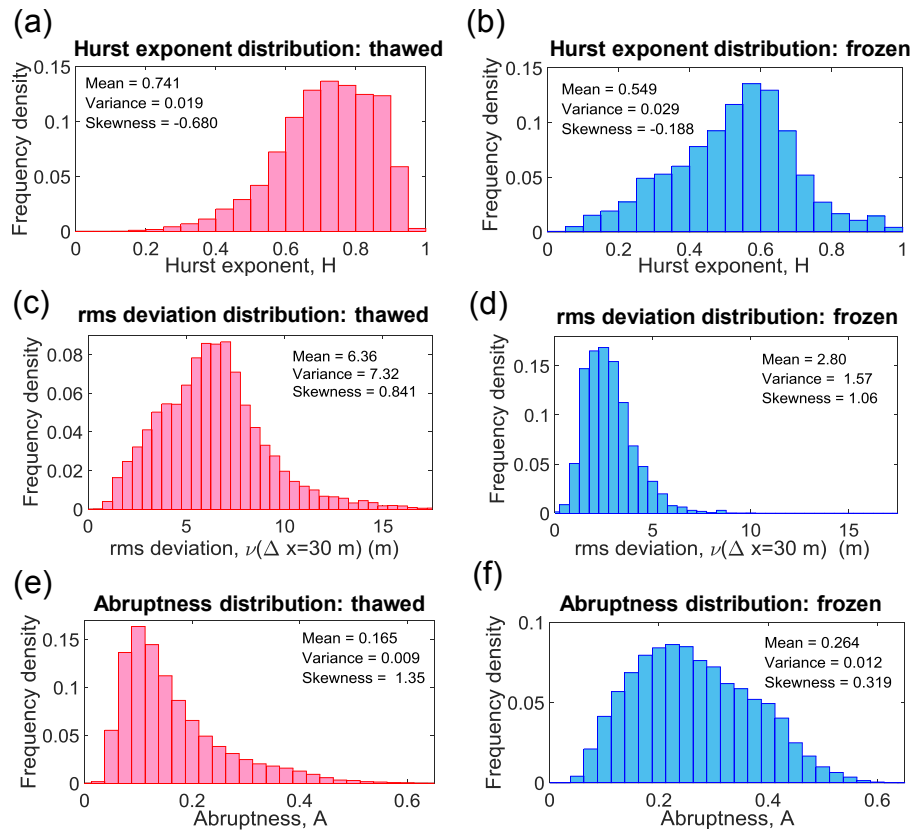 (a)
Hurst exponent distribution: thawed
Mean = 0.741
Variance = 0.019
Skewness = -0.680
Frequency density
0.15
0.1
0.05
0
0 0.2 0.4 0.6 0.8 1
Hurst exponent, H
(b)
Hurst exponent distribution: frozen
Mean = 0.549
Variance = 0.029
Skewness = -0.188
Frequency density
0.15
0.1
0.05
0
0 0.2 0.4 0.6 0.8 1
Hurst exponent, H
(c)
rms deviation distribution: thawed
Mean = 6.36
Variance = 7.32
Skewness = 0.841
Frequency density
0.08
0.06
0.04
0.02
0
0 5 10 15
rms deviation, ν(Δ x=30 m) (m)
(d)
rms deviation distribution: frozen
Mean = 2.80
Variance = 1.57
Skewness = 1.06
Frequency density
0.15
0.1
0.05
0
0 5 10 15
rms deviation, ν(Δ x=30 m) (m)
(e)
Abruptness distribution: thawed
Mean = 0.165
Variance = 0.009
Skewness = 1.35
Frequency density
0.15
0.1
0.05
0
0 0.2 0.4 0.6
Abruptness, A
(f)
Abruptness distribution: frozen
Mean = 0.264
Variance = 0.012
Skewness = 0.319
Frequency density
0.1
0.05
0
0 0.2 0.4 0.6
Abruptness, A